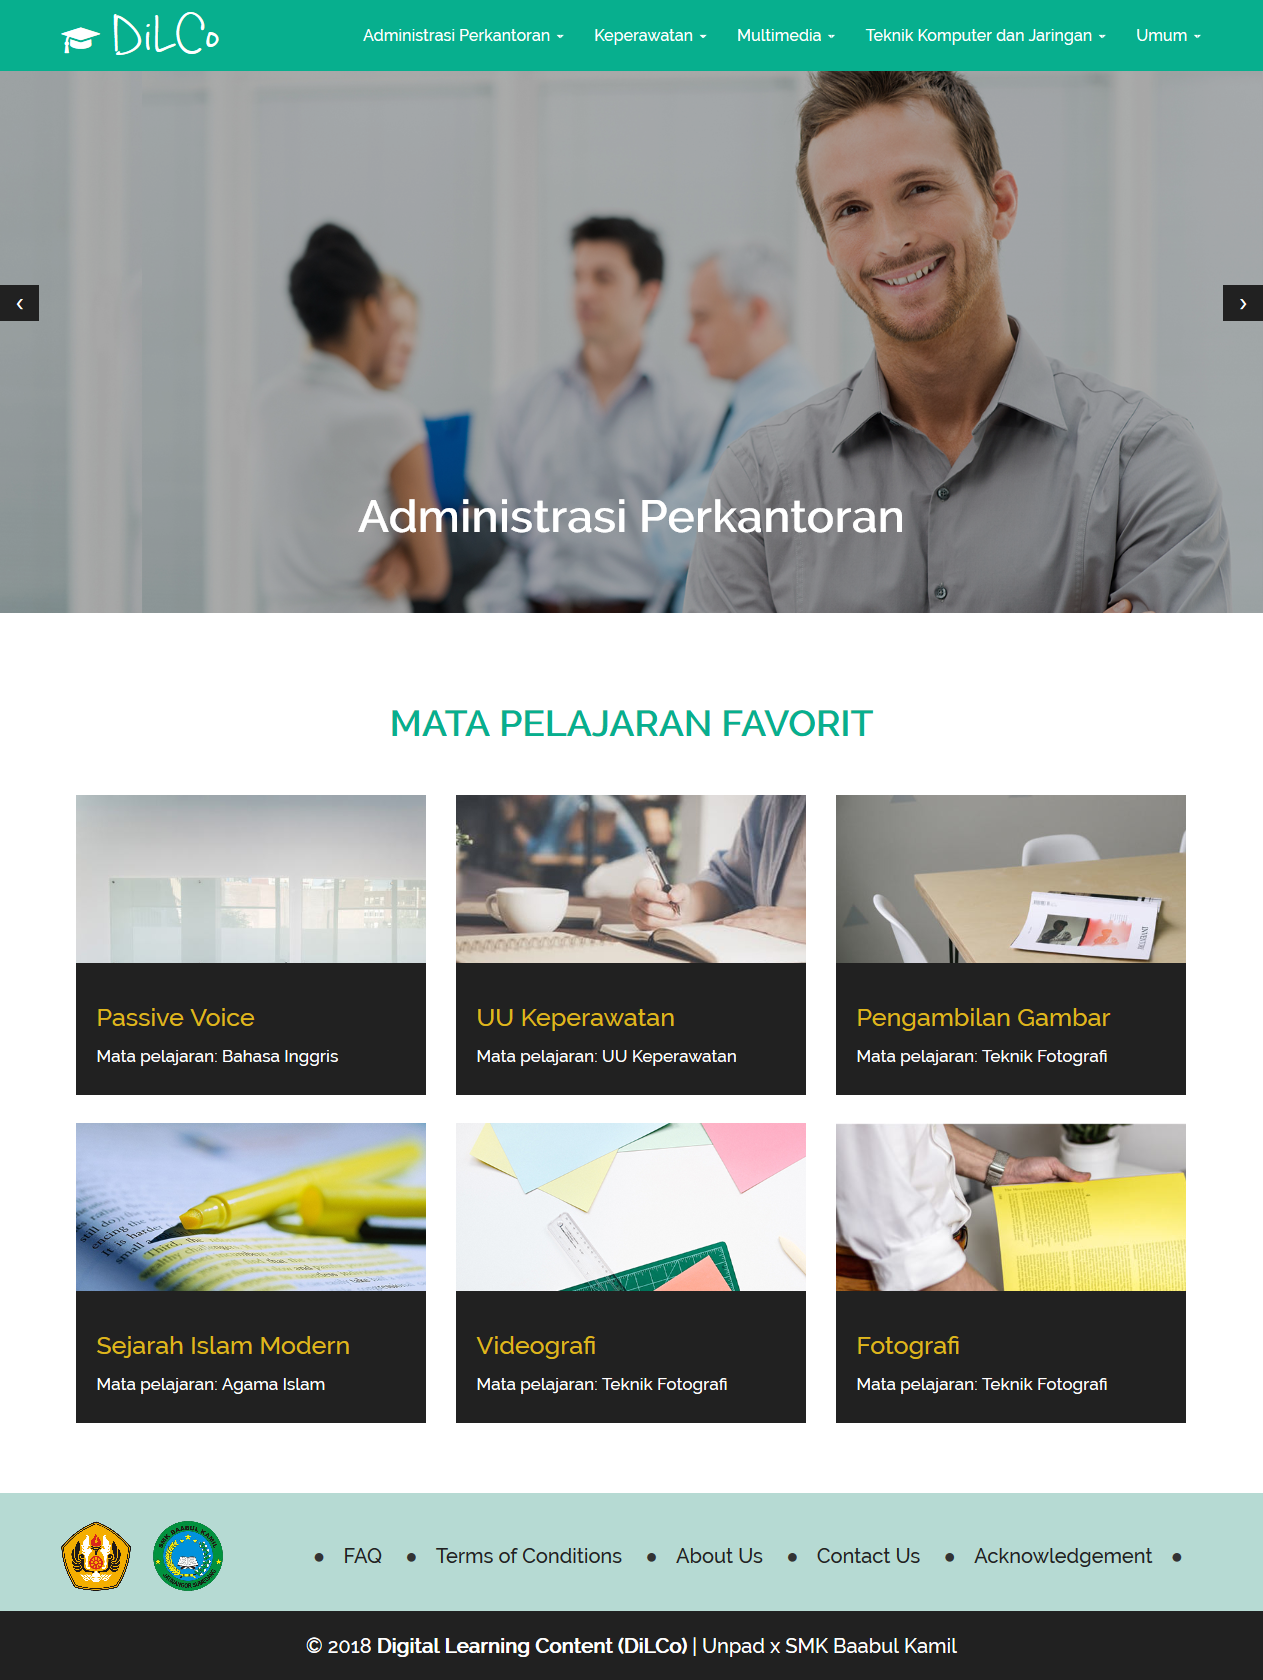 DiLCo
Administrasi Perkantoran
Keperawatan
Multimedia
Teknik Komputer dan Jaringan
Umum
‹
›
Administrasi Perkantoran
MATA PELAJARAN FAVORIT
Passive Voice
Mata pelajaran: Bahasa Inggris
UU Keperawatan
Mata pelajaran: UU Keperawatan
Pengambilan Gambar
Mata pelajaran: Teknik Fotografi
Sejarah Islam Modern
Mata pelajaran: Agama Islam
Videografi
Mata pelajaran: Teknik Fotografi
Fotografi
Mata pelajaran: Teknik Fotografi
SMK BAABUL KAMIL
● FAQ ● Terms of Conditions ● About Us ● Contact Us ● Acknowledgement ●
© 2018 Digital Learning Content (DiLCo) | Unpad x SMK Baabul Kamil